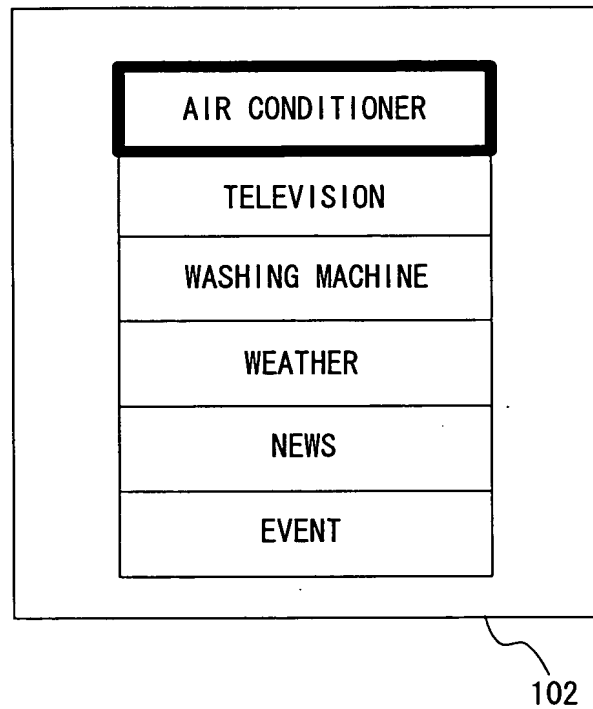 AIR CONDITIONER
TELEVISION
WASHING MACHINE
WEATHER
NEWS
EVENT
102